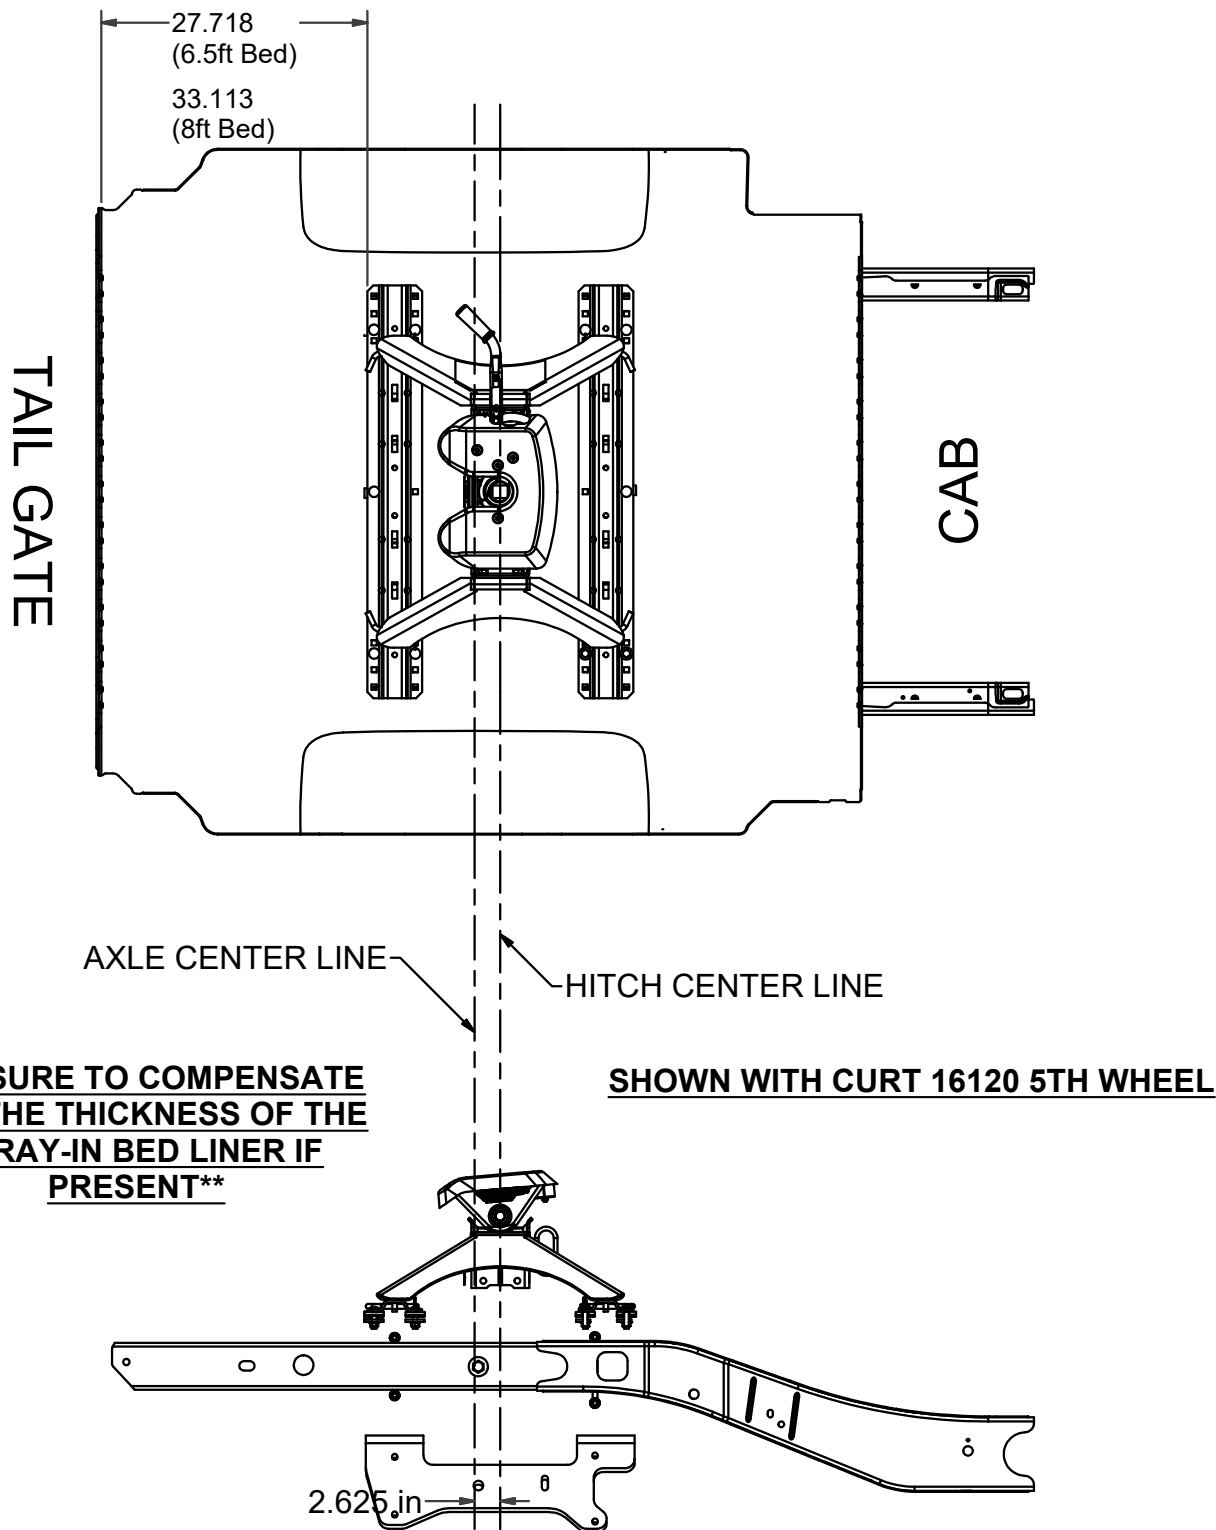 27.718
(6.5ft Bed)
33.113
(8ft Bed)
TAIL GATE
CAB
AXLE CENTER LINE
HITCH CENTER LINE
SURE TO COMPENSATE
THE THICKNESS OF THE
RAY-IN BED LINER IF
PRESENT**
SHOWN WITH CURT 16120 5TH WHEEL
2.625 in